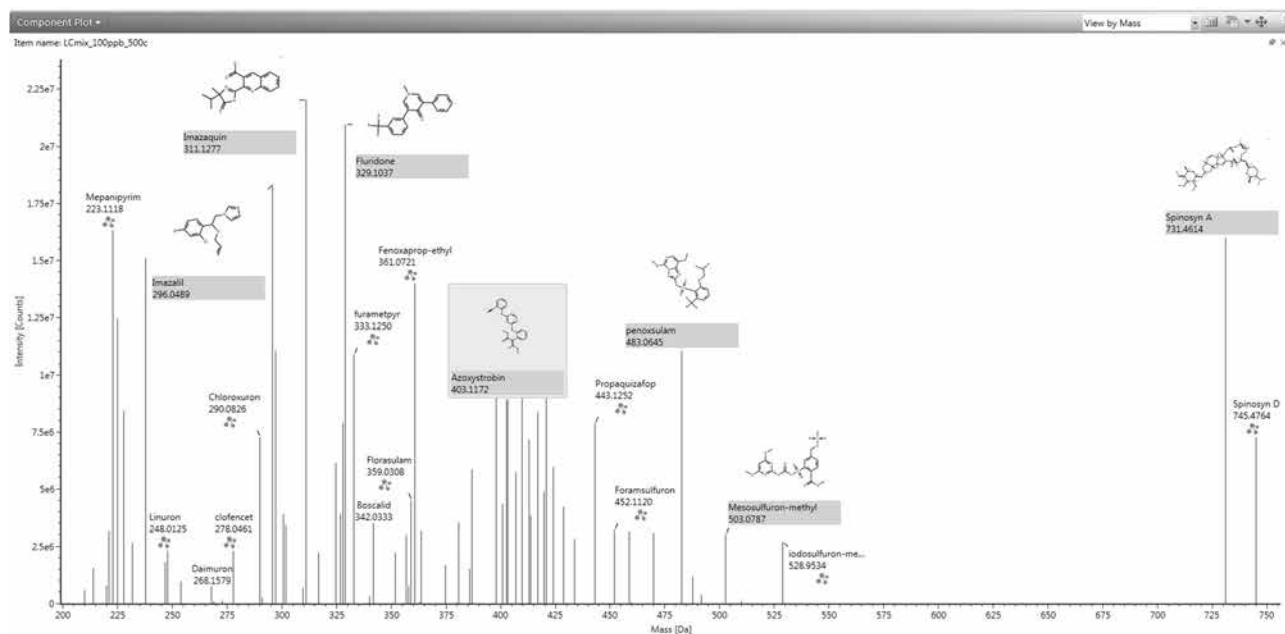 Component Plot
View by Mass
Item name: LCmix_100ppb_500c
Intensity [Counts]
2.25e7
2e7
1.75e7
1.5e7
1.25e7
1e7
7.5e6
5e6
2.5e6
0
Imazaquin
311.1277
Fluridone
329.1037
Mepanipyrim
223.1118
Imazalil
296.0489
Fenoxaprop-ethyl
361.0721
furametpyr
333.1250
Azoxystrobin
403.1172
penoxsulam
483.0645
Spinosyn A
731.4614
Spinosyn D
745.4764
Chloroxuron
290.0826
Propaquizafop
443.1252
Florasulam
359.0308
Boscalid
342.0333
Foramsulfuron
452.1120
Mesosulfuron-methyl
503.0787
Linuron
248.0125
clofencet
278.0461
Daimuron
268.1579
iodosulfuron-me...
528.9534
200 225 250 275 300 325 350 375 400 425 450 475 500 525 550 575 600 625 650 675 700 725 750
Mass [Da]